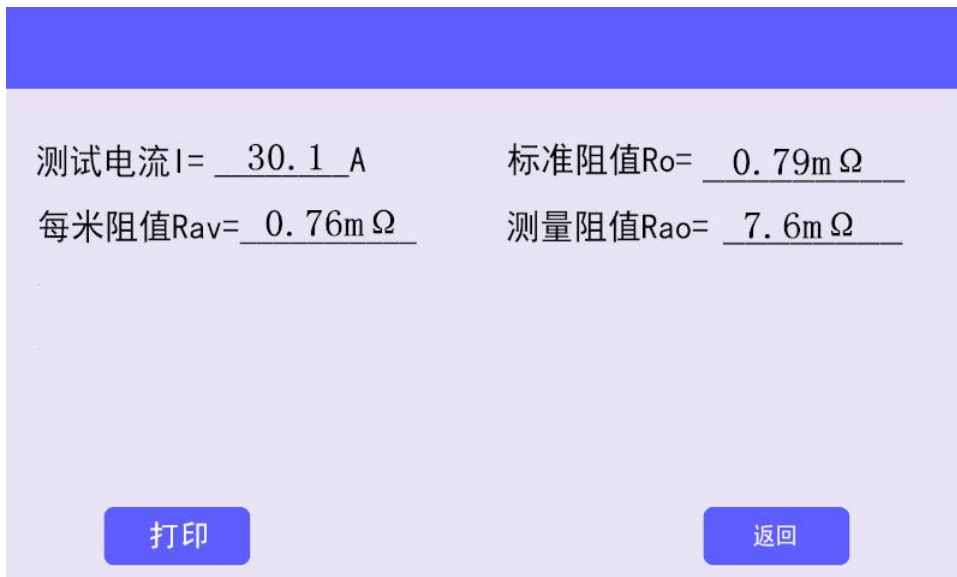 测试电流I= 30.1 A 标准阻值Ro= 0.79mΩ
每米阻值Rav= 0.76mΩ 测量阻值Rao= 7.6mΩ
打印 返回